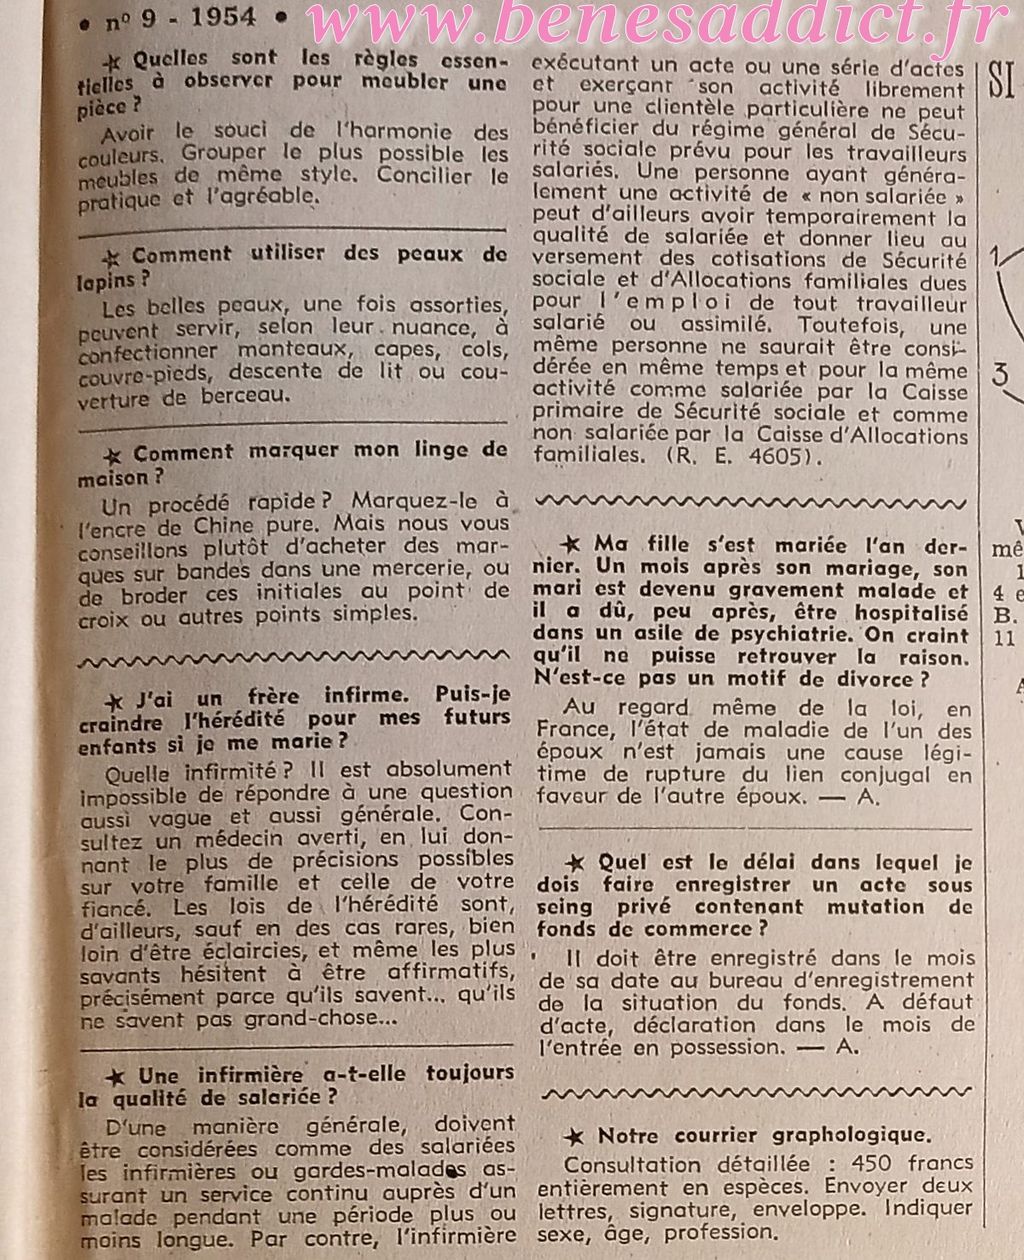 www.benesaddict.fr
• nº 9 - 1954 •
★ Quelles sont les règles essen-
tielles à observer pour meubler une
pièce ?
Avoir le souci de l'harmonie des
couleurs. Grouper le plus possible les
meubles de même style. Concilier le
pratique et l'agréable.
★ Comment utiliser des peaux de
lapins ?
Les belles peaux, une fois assorties,
peuvent servir, selon leur nuance, à
confectionner manteaux, capes, cols,
couvre-pieds, descente de lit ou cou-
verture de berceau.
★ Comment marquer mon linge de
maison ?
Un procédé rapide ? Marquez-le à
l'encre de Chine pure. Mais nous vous
conseillons plutôt d'acheter des mar-
ques sur bandes dans une mercerie, ou
de broder ces initiales au point de
croix ou autres points simples.
★ J'ai un frère infirme. Puis-je
craindre l'hérédité pour mes futurs
enfants si je me marie ?
Quelle infirmité ? Il est absolument
impossible de répondre à une question
aussi vague et aussi générale. Con-
sultez un médecin averti, en lui don-
nant le plus de précisions possibles
sur votre famille et celle de votre
fiancé. Les lois de l'hérédité sont,
d'ailleurs, sauf en des cas rares, bien
loin d'être éclaircies, et même les plus
savants hésitent à être affirmatifs,
précisément parce qu'ils savent... qu'ils
ne savent pas grand-chose...
★ Une infirmière a-t-elle toujours
la qualité de salariée ?
D'une manière générale, doivent
être considérées comme des salariées
les infirmières ou gardes-malades as-
surant un service continu auprès d'un
malade pendant une période plus ou
moins longue. Par contre, l'infirmière
exécutant un acte ou une série d'actes
et exerçant son activité librement
pour une clientèle particulière ne peut
bénéficier du régime général de Sécu-
rité sociale prévu pour les travailleurs
salariés. Une personne ayant généra-
lement une activité de « non salariée »
peut d'ailleurs avoir temporairement la
qualité de salariée et donner lieu au
versement des cotisations de Sécurité
sociale et d'Allocations familiales dues
pour l'emploi de tout travailleur
salarié ou assimilé. Toutefois, une
même personne ne saurait être consi-
dérée en même temps et pour la même
activité comme salariée par la Caisse
primaire de Sécurité sociale et comme
non salariée par la Caisse d'Allocations
familiales. (R. E. 4605).
★ Ma fille s'est mariée l'an der-
nier. Un mois après son mariage, son
mari est devenu gravement malade et
il a dû, peu après, être hospitalisé
dans un asile de psychiatrie. On craint
qu'il ne puisse retrouver la raison.
N'est-ce pas un motif de divorce ?
Au regard même de la loi, en
France, l'état de maladie de l'un des
époux n'est jamais une cause légi-
time de rupture du lien conjugal en
faveur de l'autre époux. — A.
★ Quel est le délai dans lequel je
dois faire enregistrer un acte sous
seing privé contenant mutation de
fonds de commerce ?
Il doit être enregistré dans le mois
de sa date au bureau d'enregistrement
de la situation du fonds. A défaut
d'acte, déclaration dans le mois de
l'entrée en possession. — A.
★ Notre courrier graphologique.
Consultation détaillée : 450 francs
entièrement en espèces. Envoyer deux
lettres, signature, enveloppe. Indiquer
sexe, âge, profession.
SI
1
3
mê
1
4 e
B.
11